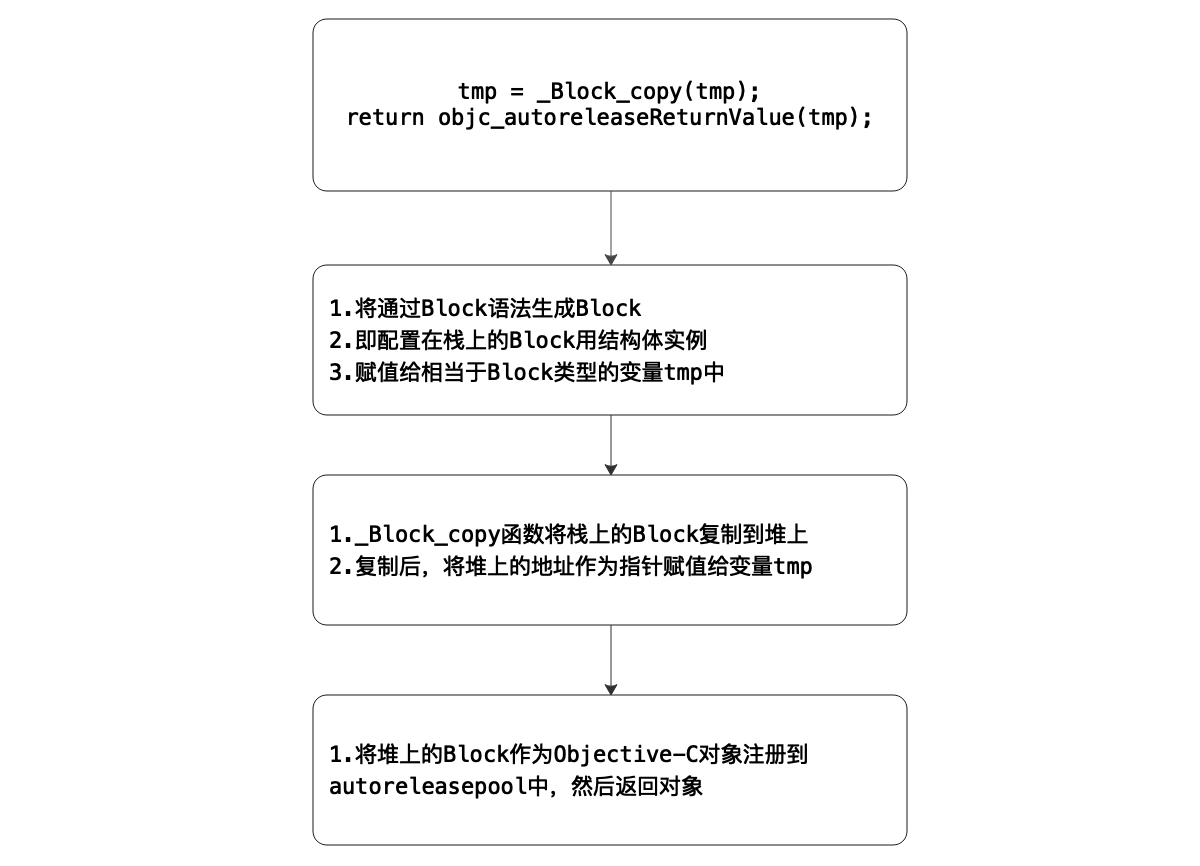 tmp = _Block_copy(tmp);
return objc_autoreleaseReturnValue(tmp);
1.将通过Block语法生成Block
2.即配置在栈上的Block用结构体实例
3.赋值给相当于Block类型的变量tmp中
1._Block_copy函数将栈上的Block复制到堆上
2.复制后，将堆上的地址作为指针赋值给变量tmp
1.将堆上的Block作为Objective-C对象注册到
autoreleasepool中，然后返回对象